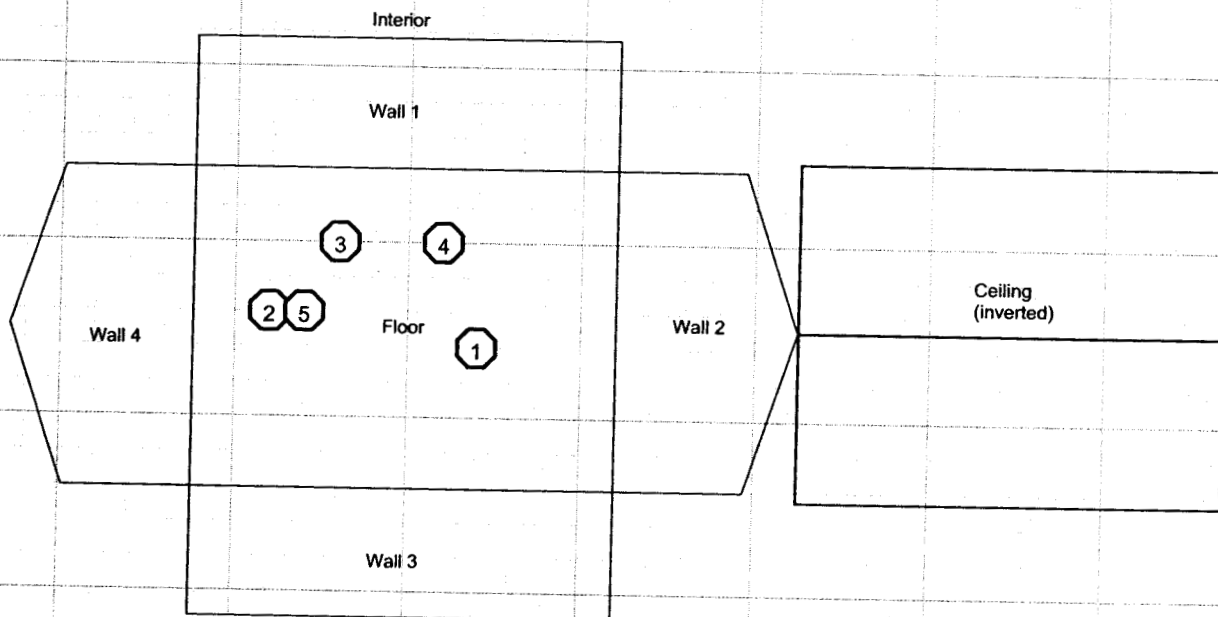 Interior
Wall 1
3
4
2
5
Wall 4
Floor
1
Wall 2
Ceiling
(inverted)
Wall 3